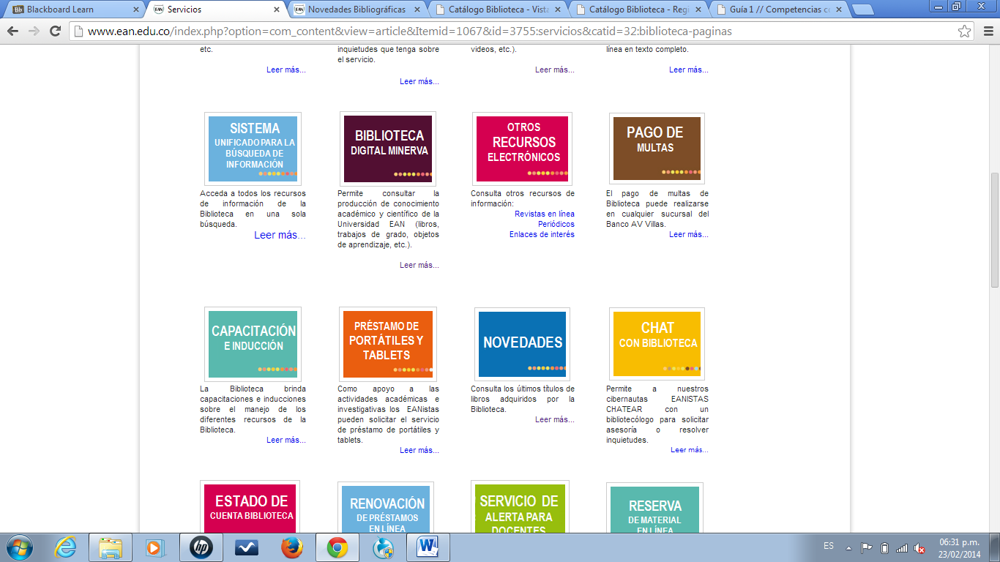 Blackboard Learn
Servicios
Novedades Bibliográficas
Catálogo Biblioteca - Vista
Catálogo Biblioteca - Regi
Guía 1 // Competencias c
www.ean.edu.co/index.php?option=com_content&view=article&Itemid=1067&id=3755:servicios&catid=32:biblioteca-paginas
etc.
Leer más...
inquietudes que tenga sobre
el servicio.
Leer más...
videos, etc.).
Leer más...
línea en texto completo.
Leer más...
SISTEMA
UNIFICADO PARA LA
BÚSQUEDA DE
INFORMACIÓN
Acceda a todos los recursos
de información de la
Biblioteca en una sola
búsqueda.
Leer más...
BIBLIOTECA
DIGITAL MINERVA
Permite consultar la
producción de conocimiento
académico y científico de la
Universidad EAN (libros,
trabajos de grado, objetos
de aprendizaje, etc.).
Leer más...
OTROS
RECURSOS
ELECTRÓNICOS
Consulta otros recursos de
información:
Revistas en línea
Periódicos
Enlaces de interés
PAGO DE
MULTAS
El pago de multas de
Biblioteca puede realizarse
en cualquier sucursal del
Banco AV Villas.
Leer más...
CAPACITACIÓN
E INDUCCIÓN
La Biblioteca brinda
capacitaciones e inducciones
sobre el manejo de los
diferentes recursos de la
Biblioteca.
Leer más...
PRÉSTAMO DE
PORTÁTILES Y
TABLETS
Como apoyo a las
actividades académicas e
investigativas los EANistas
pueden solicitar el servicio
de préstamo de portátiles y
tablets.
Leer más...
NOVEDADES
Consulta los últimos títulos de
libros adquiridos por la
Biblioteca.
Leer más...
CHAT
CON BIBLIOTECA
Permite a nuestros
cibernautas EANISTAS
CHATEAR con un
bibliotecólogo para solicitar
asesoría o resolver
inquietudes.
Leer más...
ESTADO DE
CUENTA BIBLIOTECA
RENOVACIÓN
DE PRÉSTAMOS
EN LÍNEA
SERVICIO DE
ALERTA PARA
DOCENTES
RESERVA
DE MATERIAL
EN LÍNEA
ES
06:31 p.m.
23/02/2014